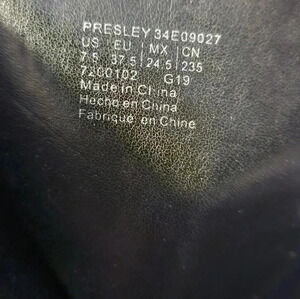 PRESLEY 34E09027
US EU MX CN
7.5 37.5 24.5 235
7200102 G19
Made in China
Hecho en China
Fabriqué en Chine